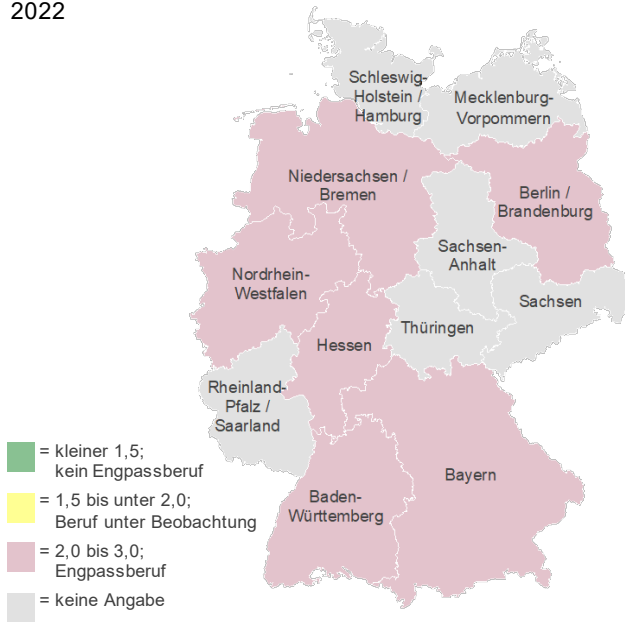 2022
Schleswig-
Holstein /
Hamburg
Mecklenburg-
Vorpommern
Niedersachsen /
Bremen
Berlin /
Brandenburg
Sachsen-
Anhalt
Nordrhein-
Westfalen
Sachsen
Thüringen
Hessen
Rheinland-
Pfalz /
Saarland
Bayern
Baden-
Württemberg
= kleiner 1,5;
kein Engpassberuf
= 1,5 bis unter 2,0;
Beruf unter Beobachtung
= 2,0 bis 3,0;
Engpassberuf
= keine Angabe